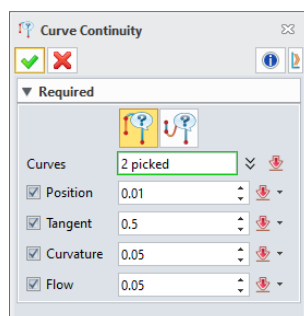 Curve Continuity
Required
Curves 2 picked
Position 0.01
Tangent 0.5
Curvature 0.05
Flow 0.05